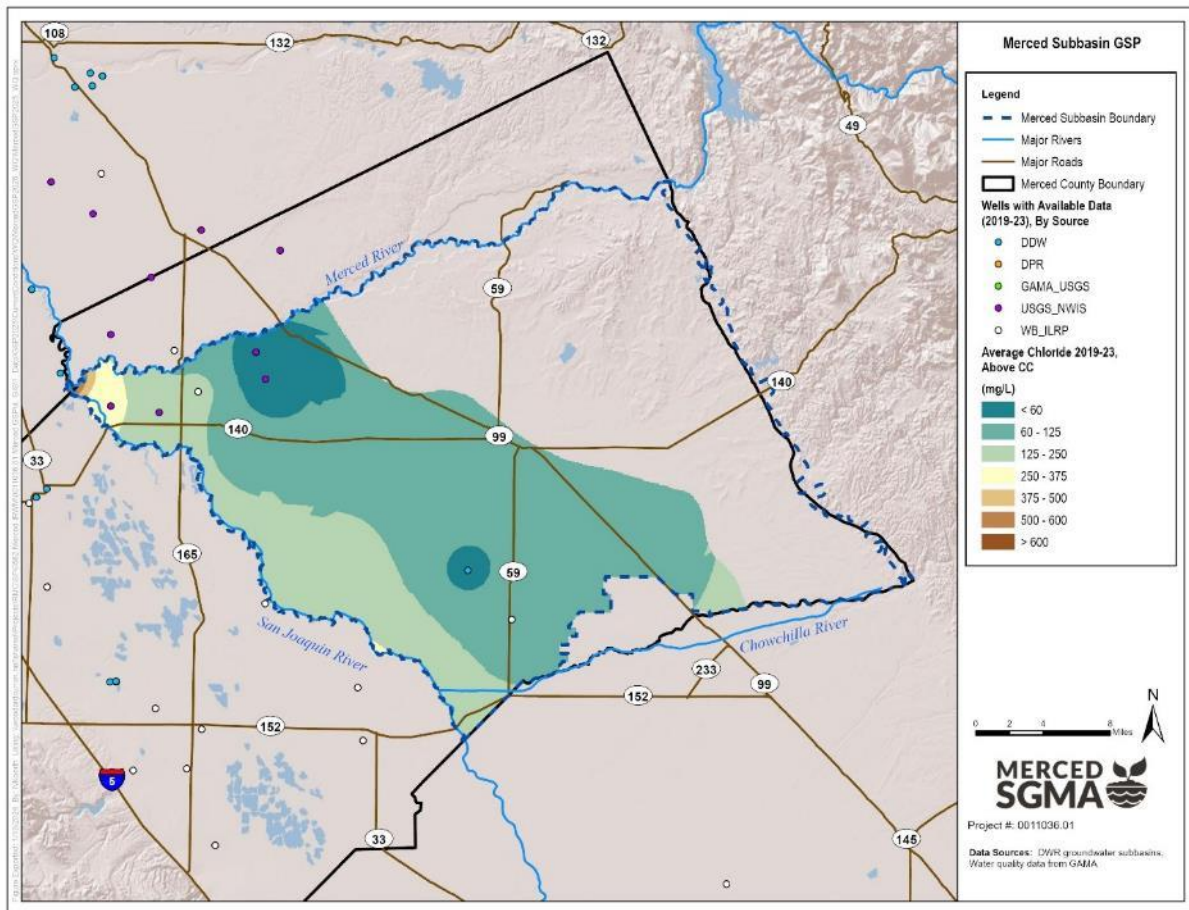 108
132
132
49
Merced River
59
140
140
99
33
165
59
San Joaquin River
Chowchilla River
233
99
152
152
5
33
145
Merced Subbasin GSP
Legend
Merced Subbasin Boundary
Major Rivers
Major Roads
Merced County Boundary
Wells with Available Data
(2019-23), By Source
DDW
DPR
GAMA_USGS
USGS_NWIS
WB_ILRP
Average Chloride 2019-23,
Above CC
(mg/L)
< 60
60 - 125
125 - 250
250 - 375
375 - 500
500 - 600
> 600
N
0 2 4 8
Miles
MERCED
SGMA
Project #: 0011036.01
Data Sources: DWR groundwater subbasins,
Water quality data from GAMA